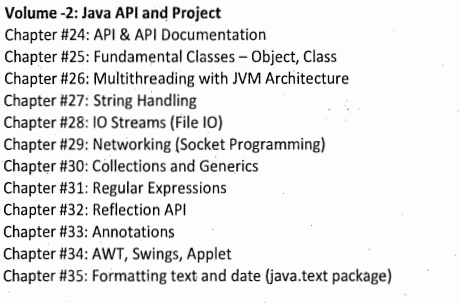 Volume -2: Java API and Project
Chapter #24: API & API Documentation
Chapter #25: Fundamental Classes – Object, Class
Chapter #26: Multithreading with JVM Architecture
Chapter #27: String Handling
Chapter #28: IO Streams (File IO)
Chapter #29: Networking (Socket Programming)
Chapter #30: Collections and Generics
Chapter #31: Regular Expressions
Chapter #32: Reflection API
Chapter #33: Annotations
Chapter #34: AWT, Swings, Applet
Chapter #35: Formatting text and date (java.text package)